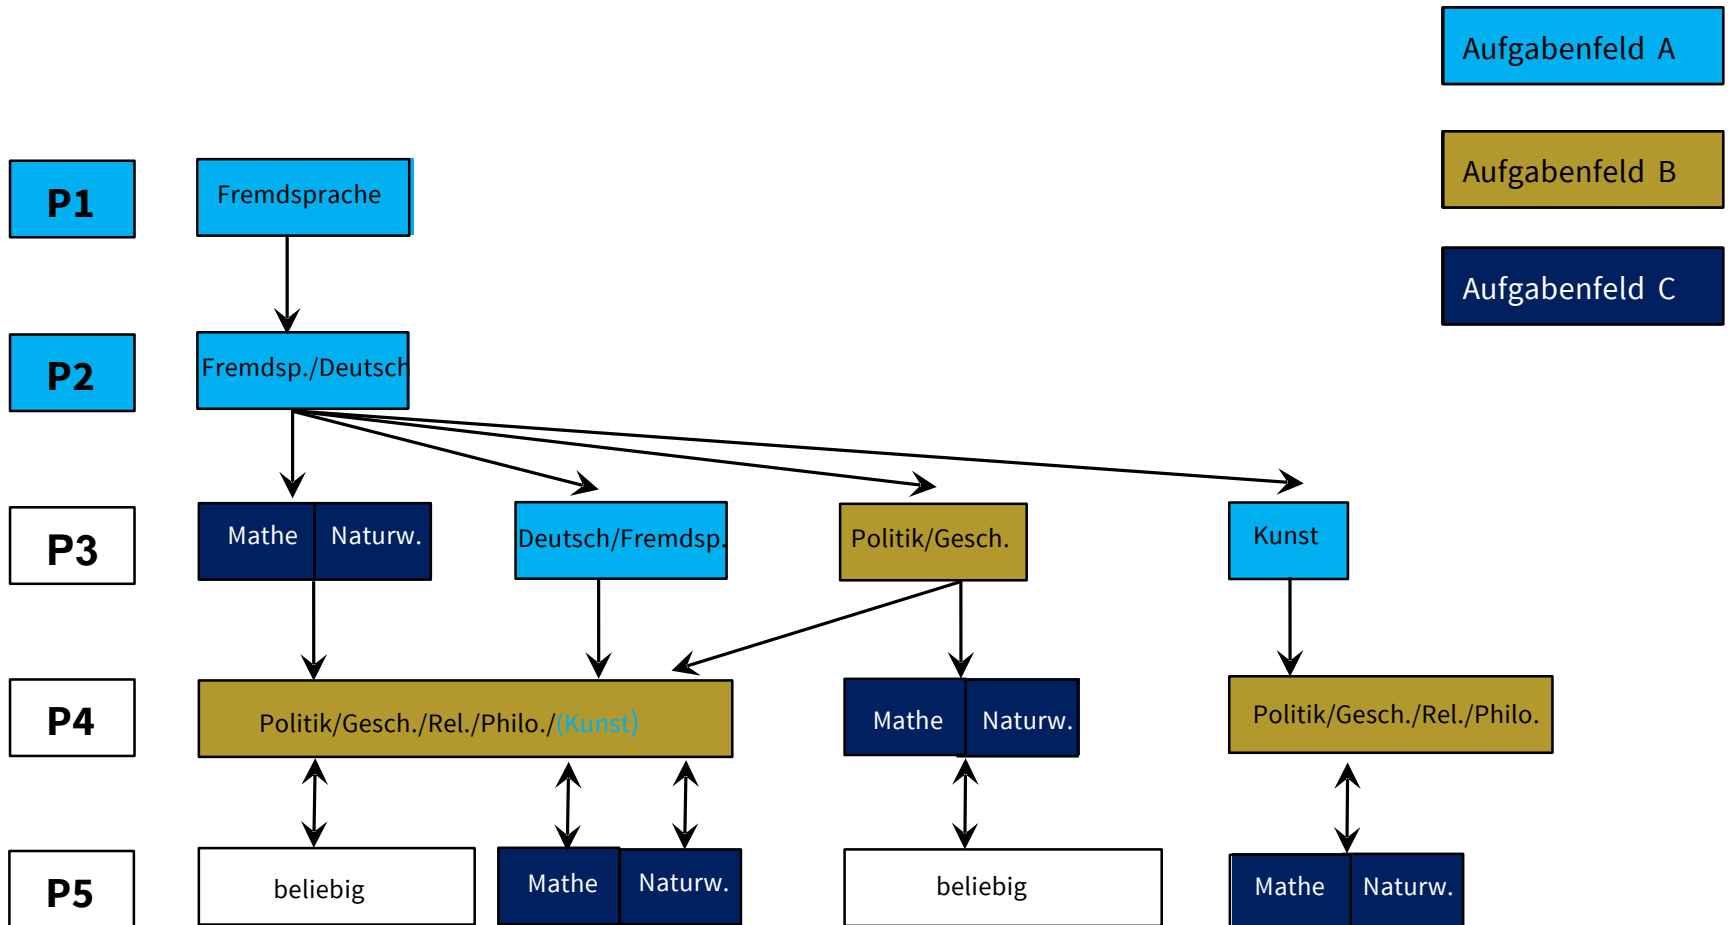 Aufgabenfeld A
Aufgabenfeld B
P1
Fremdsprache
Aufgabenfeld C
P2
Fremdsp./Deutsch
P3
Mathe
Naturw.
Deutsch/Fremdsp.
Politik/Gesch.
Kunst
P4
Politik/Gesch./Rel./Philo./(Kunst)
Mathe
Naturw.
Politik/Gesch./Rel./Philo.
P5
beliebig
Mathe
Naturw.
beliebig
Mathe
Naturw.